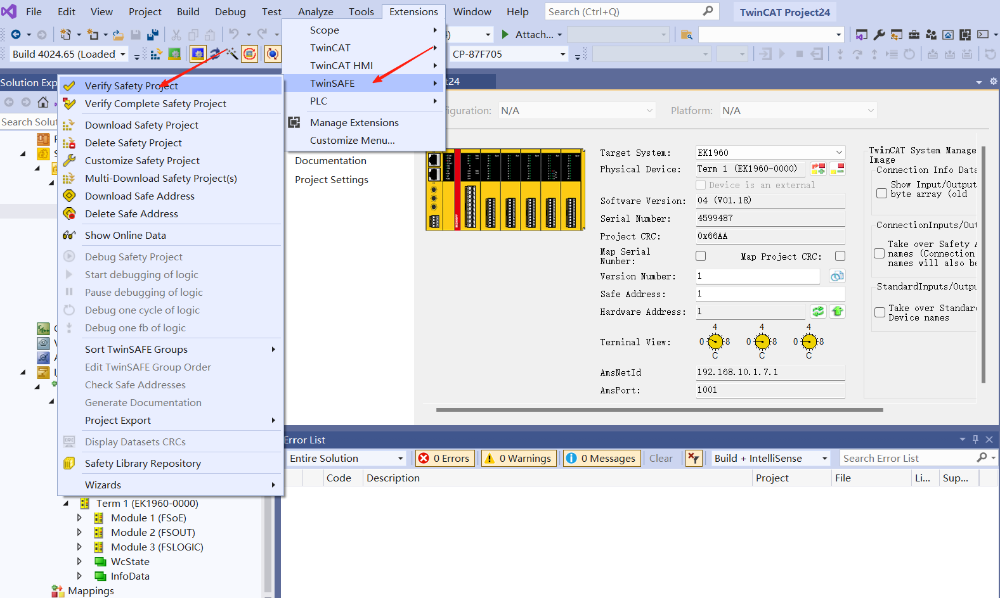 File Edit View Project Build Debug Test Analyze Tools Extensions Window Help Search (Ctrl+Q) TwinCAT Project24
4) Attach...
Build 4024.65 (Loaded) CP-87F705
Scope
TwinCAT
TwinCAT HMI
TwinSAFE
PLC
Manage Extensions
Customize Menu...
Solution Exp
Search Solut
Verify Safety Project
Verify Complete Safety Project
Download Safety Project
Delete Safety Project
Customize Safety Project
Multi-Download Safety Project(s)
Download Safe Address
Delete Safe Address
Show Online Data
Debug Safety Project
Start debugging of logic
Pause debugging of logic
Debug one cycle of logic
Debug one fb of logic
Sort TwinSAFE Groups
Edit TwinSAFE Group Order
Check Safe Addresses
Generate Documentation
Project Export
Display Datasets CRCs
Safety Library Repository
Wizards
Term 1 (EK1960-0000)
Module 1 (FSoE)
Module 2 (FSOUT)
Module 3 (FSLOGIC)
WcState
InfoData
Mappings
t24
iguration: N/A Platform: N/A
Documentation
Project Settings
Target System: EK1960
Physical Device: Term 1 (EK1960-0000)
Device is an external
Software Version: 04 (V01.18)
Serial Number: 4599487
Project CRC: 0x66AA
Map Serial
Number:
Map Project CRC:
Version Number: 1
Safe Address: 1
Hardware Address: 1
4 4 4
Terminal View: 0 8 0 8 0 8
C C C
AmsNetId 192.168.10.1.7.1
AmsPort: 1001
TwinCAT System Manage
Image
Connection Info Data
Show Input/Output
byte array (old
ConnectionInputs/Out
Take over Safety A
names (Connection
names will also be
StandardInputs/Outpu
Take over Standar
Device names
Error List
Entire Solution 0 Errors 0 Warnings 0 Messages Clear Build + IntelliSense Search Error List
Code Description Project File Li... Sup...